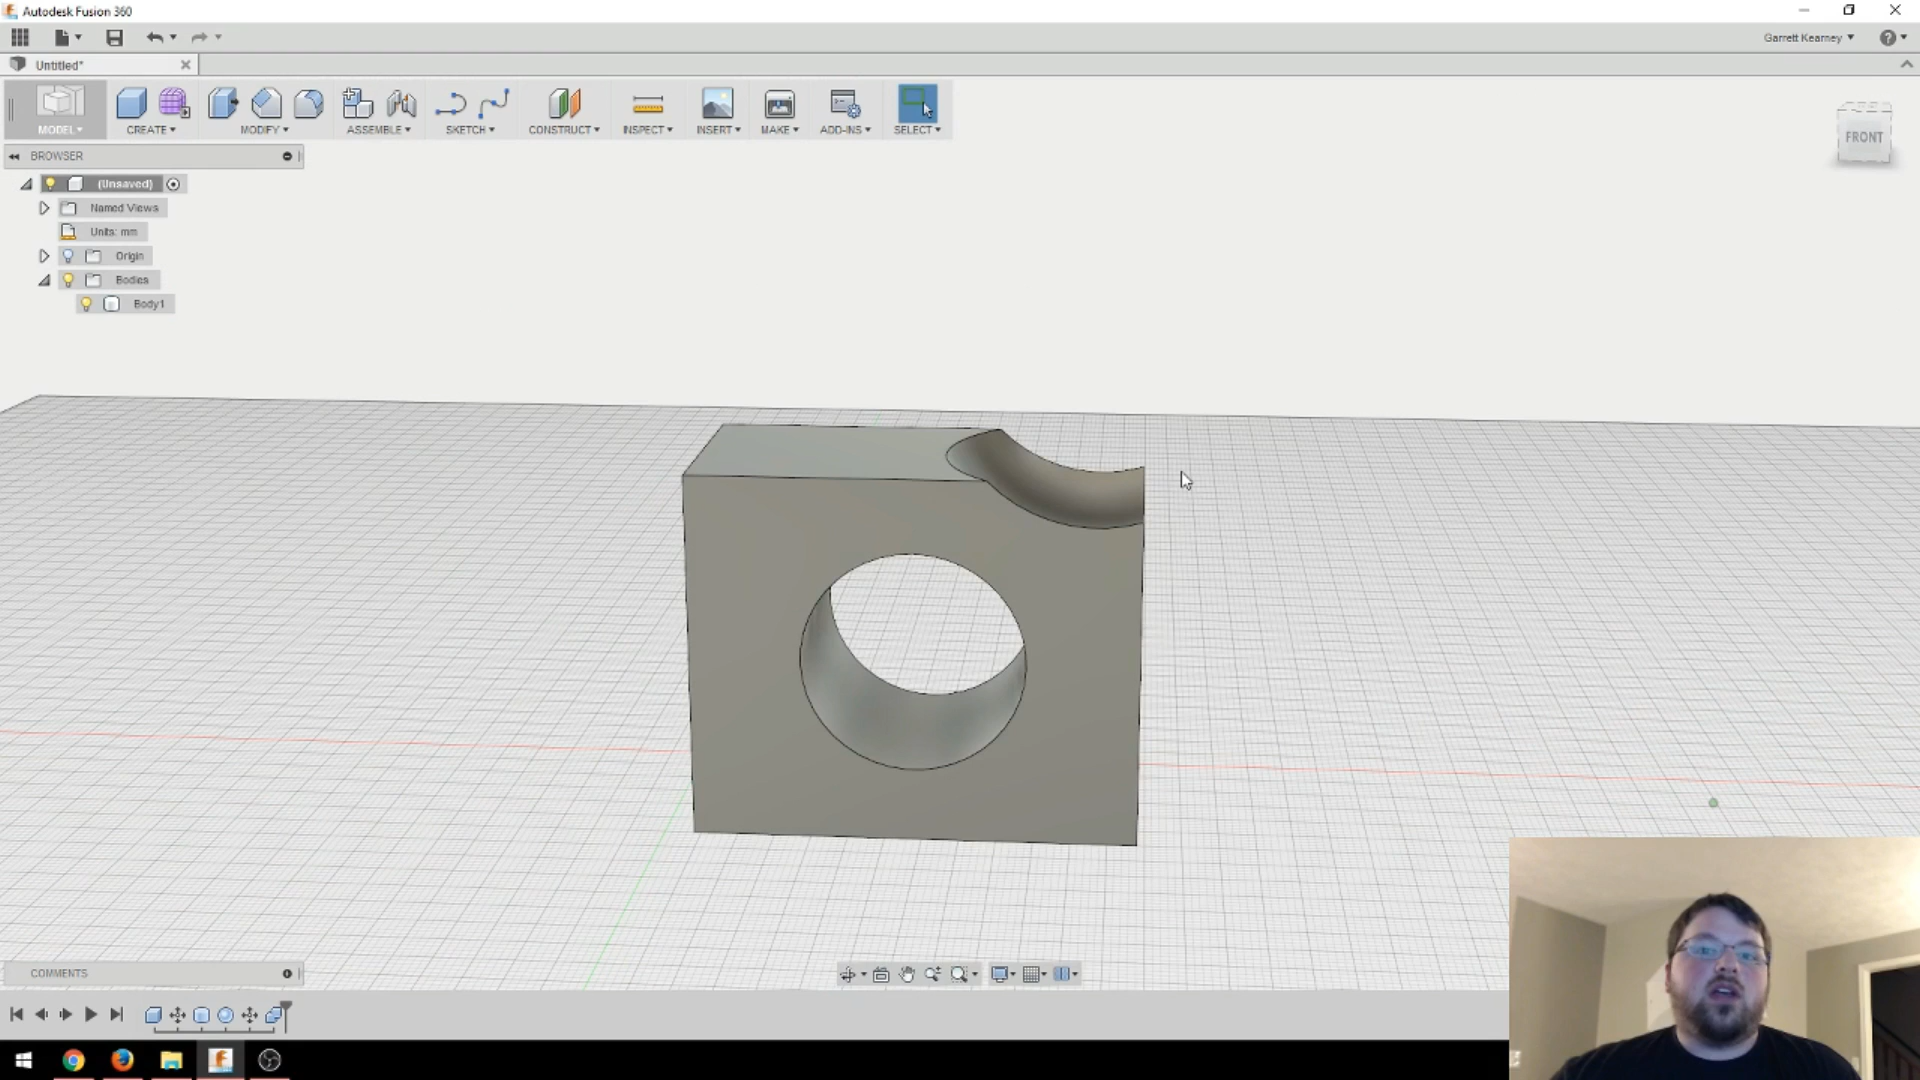 Autodesk Fusion 360
Garrett Kearney
Untitled*
MODEL
CREATE
MODIFY
ASSEMBLE
SKETCH
CONSTRUCT
INSPECT
INSERT
MAKE
ADD-INS
SELECT
FRONT
BROWSER
(Unsaved)
Named Views
Units: mm
Origin
Bodies
Body1
COMMENTS